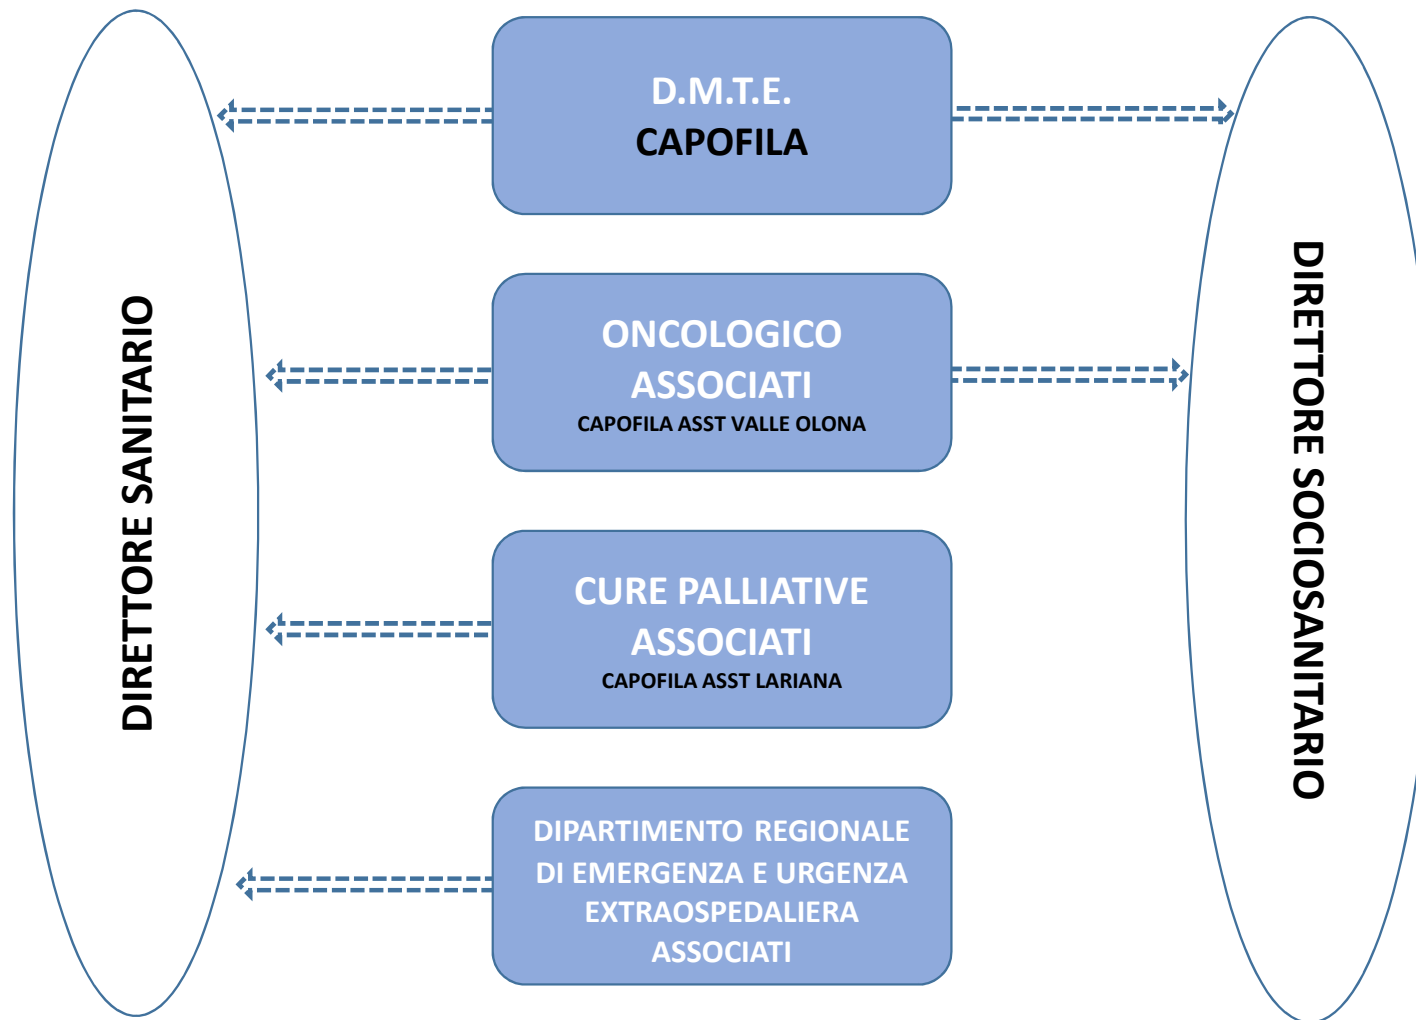 DIRETTORE SANITARIO
D.M.T.E.
CAPOFILA
ONCOLOGICO
ASSOCIATI
CAPOFILA ASST VALLE OLONA
CURE PALLIATIVE
ASSOCIATI
CAPOFILA ASST LARIANA
DIPARTIMENTO REGIONALE
DI EMERGENZA E URGENZA
EXTRAOSPEDALIERA
ASSOCIATI
DIRETTORE SOCIOSANITARIO